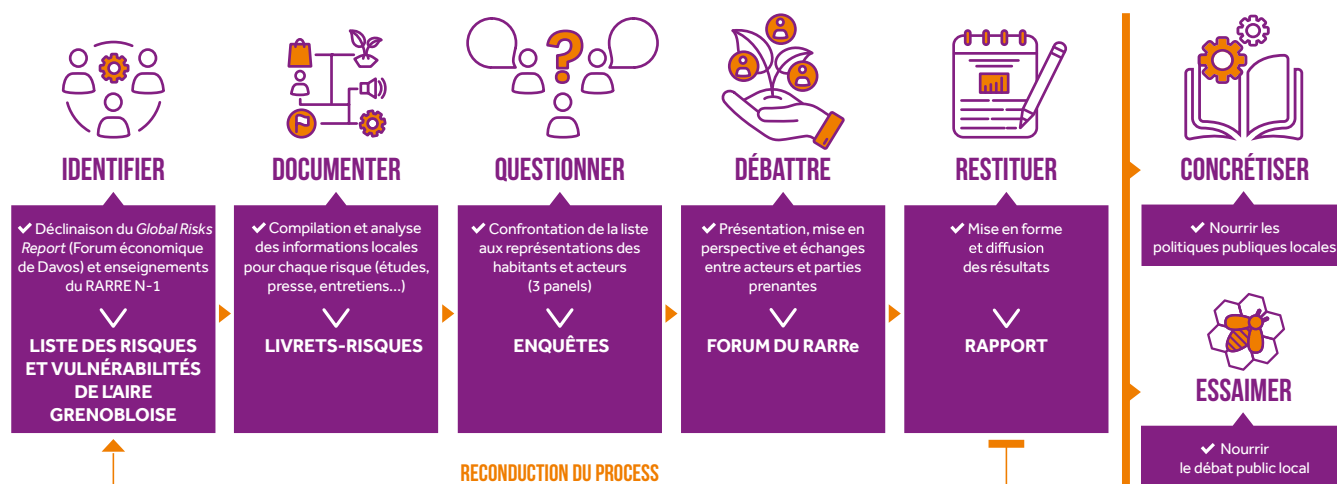 IDENTIFIER
✓ Déclinaison du Global Risks
Report (Forum économique
de Davos) et enseignements
du RARRE N-1
LISTE DES RISQUES
ET VULNÉRABILITÉS
DE L'AIRE
GRENOBLOISE
DOCUMENTER
✓ Compilation et analyse
des informations locales
pour chaque risque (études,
presse, entretiens...)
LIVRETS-RISQUES
QUESTIONNER
✓ Confrontation de la liste
aux représentations des
habitants et acteurs
(3 panels)
ENQUÊTES
DÉBATTRE
✓ Présentation, mise en
perspective et échanges
entre acteurs et parties
prenantes
FORUM DU RARRe
RESTITUER
✓ Mise en forme
et diffusion
des résultats
RAPPORT
RECONDUCTION DU PROCESS
CONCRÉTISER
✓ Nourrir les
politiques publiques locales
ESSAIMER
✓ Nourrir
le débat public local